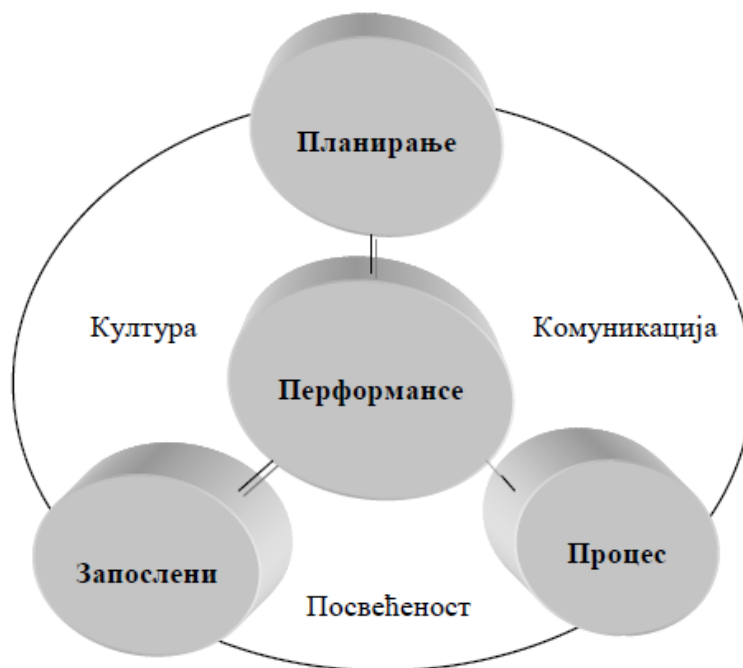 Планирање
Култура
Комуникација
Перформансе
Запослени
Процес
Посвећеност